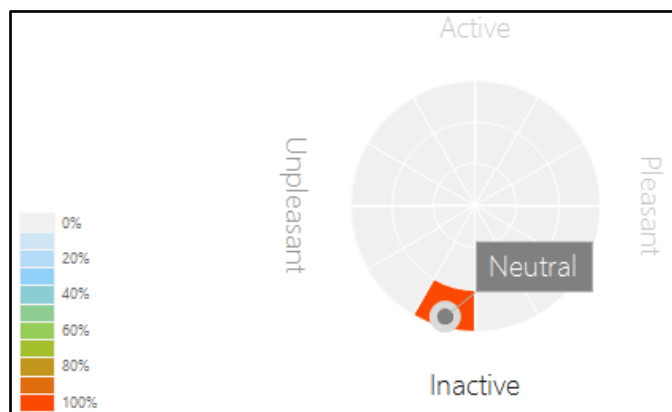 Active
Unpleasant
Pleasant
Neutral
Inactive
0%
20%
40%
60%
80%
100%